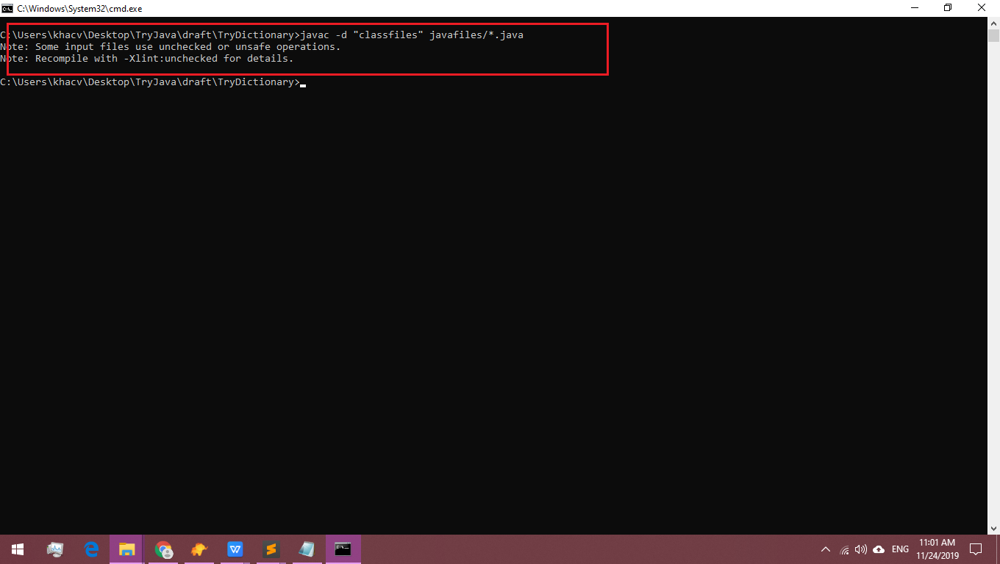 C:\Windows\System32\cmd.exe
C:\Users\khacv\Desktop\TryJava\draft\TryDictionary>javac -d "classfiles" javafiles/*.java
Note: Some input files use unchecked or unsafe operations.
Note: Recompile with -Xlint:unchecked for details.
C:\Users\khacv\Desktop\TryJava\draft\TryDictionary>
ENG
11:01 AM
11/24/2019